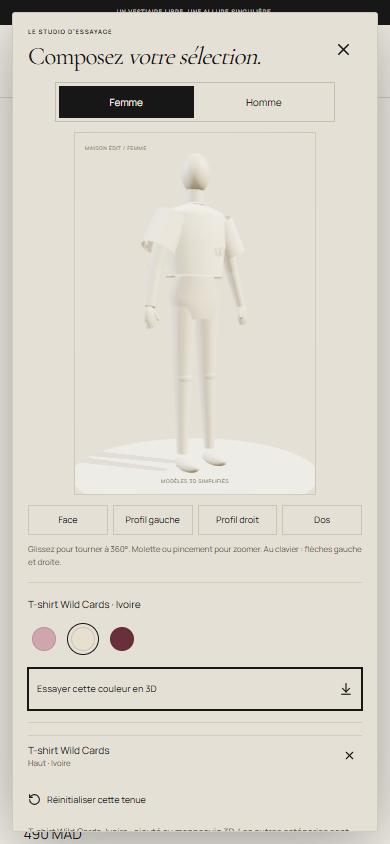 UN VESTIAIRE LIBRE. UNE ALLURE SINGULIÈRE.
LE STUDIO D'ESSAYAGE
Composez votre sélection.
Femme
Homme
MAISON ÉDIT / FEMME
MODÈLES 3D SIMPLIFIÉS
Face
Profil gauche
Profil droit
Dos
Glissez pour tourner à 360°. Molette ou pincement pour zoomer. Au clavier : flèches gauche
et droite.
T-shirt Wild Cards · Ivoire
Essayer cette couleur en 3D
T-shirt Wild Cards
Haut · Ivoire
Réinitialiser cette tenue
490 MAD